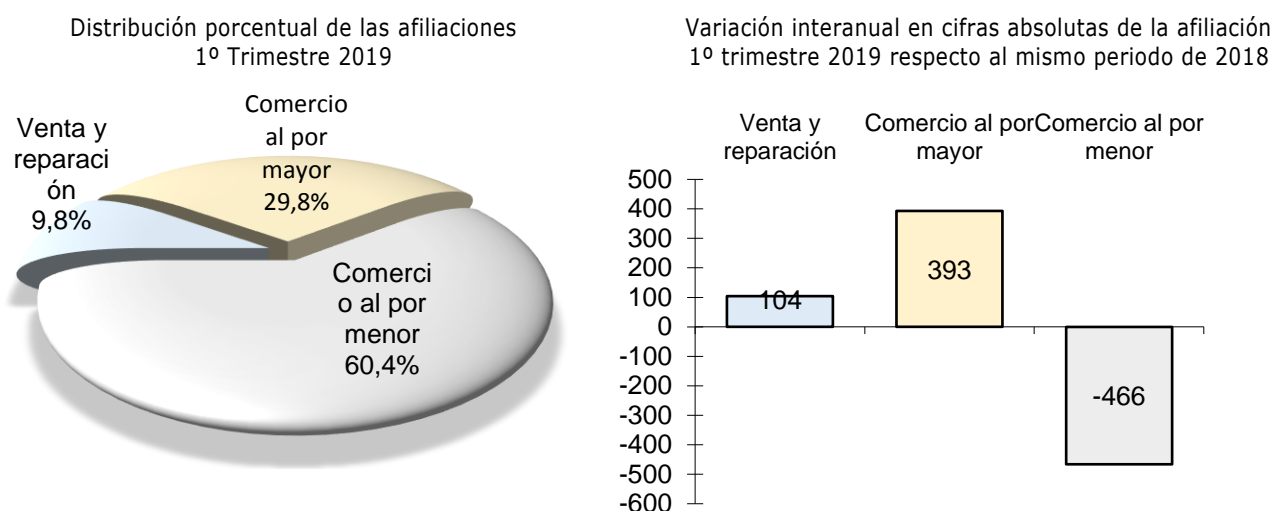 Distribución porcentual de las afiliaciones
1º Trimestre 2019
Comercio
al por
mayor
29,8%
Venta y
reparaci
ón
9,8%
Comerci
o al por
menor
60,4%
Variación interanual en cifras absolutas de la afiliación
1º trimestre 2019 respecto al mismo periodo de 2018
Venta y
reparación
Comercio al por
mayor
Comercio al por
menor
500
400
300
200
100
0
-100
-200
-300
-400
-500
-600
104
393
-466